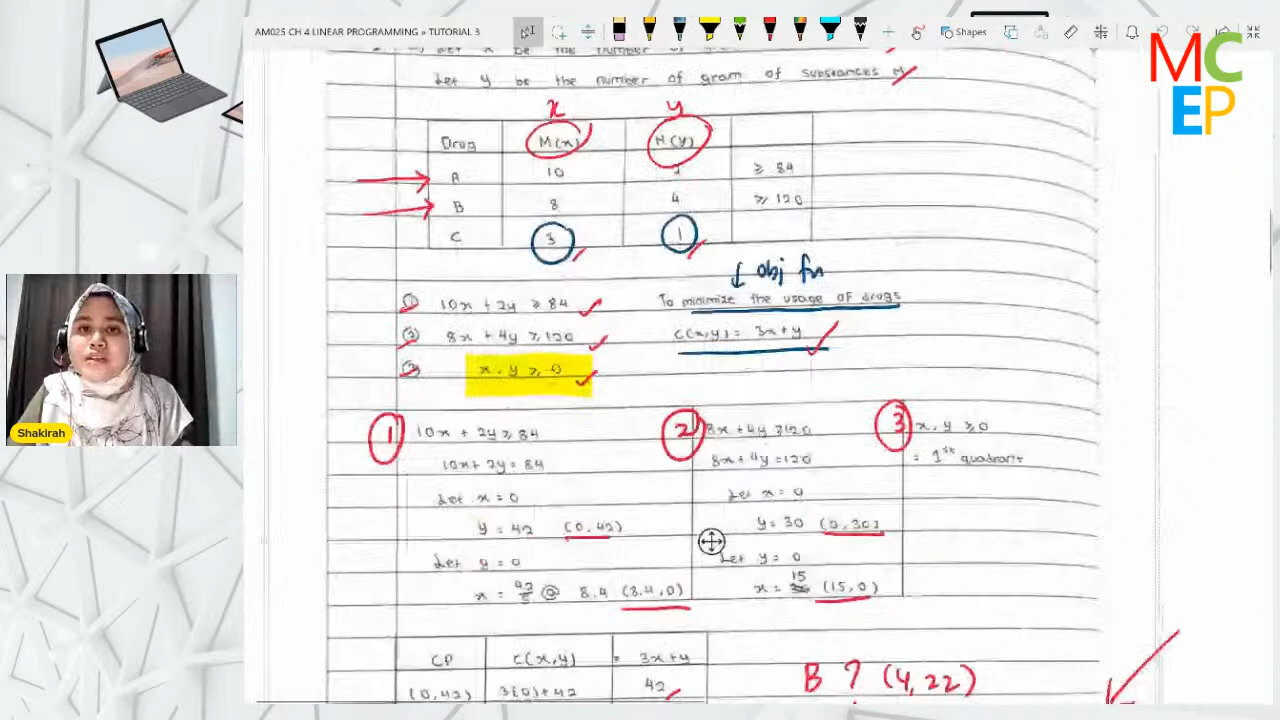 AM025 CH 4 LINEAR PROGRAMMING » TUTORIAL 3
Shapes
MC
EP
Let y be the number of gram of substances
x y
Drug M(x) H(y)
A 10 2 ≥ 84
B 8 4 ≥ 120
C 3 1
↓ obj fn
① 10x + 2y ≥ 84 To minimize the usage of drugs
8x + 4y ≥ 120 C(x,y) = 3x + y
x, y ≥ 0
① 10x + 2y ≥ 84
10x + 2y = 84
Let x = 0
y = 42 (0,42)
Let y = 0
x = 42/5 @ 8.4 (8.4,0)
② 8x + 4y ≥ 120
8x + 4y = 120
Let x = 0
y = 30 (0,30)
Let y = 0
x = 15 (15,0)
③ x, y ≥ 0
= 1st quadrant
CP C(x,y) = 3x+y
(0,42) 3(0)+42 42
B ? (4,22)
Shakirah